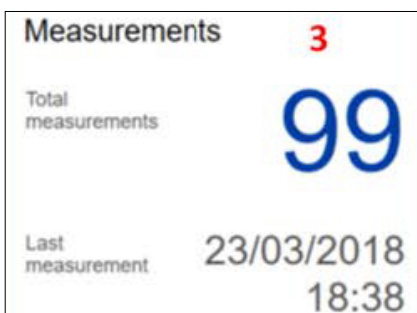 Measurements 3
Total
measurements
99
Last
measurement
23/03/2018
18:38